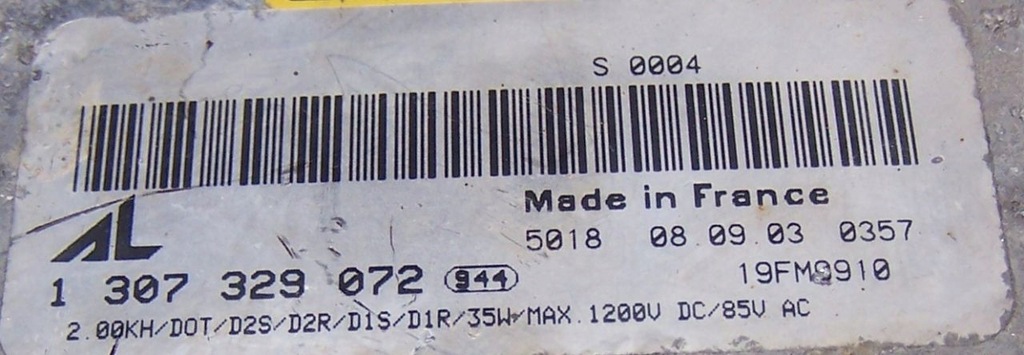 S 0004
Made in France
AL
5018 08.09.03 0357
1 307 329 072 944
19FM9910
2.00KH/DOT/D2S/D2R/D1S/D1R/35W/MAX.1200V DC/85V AC